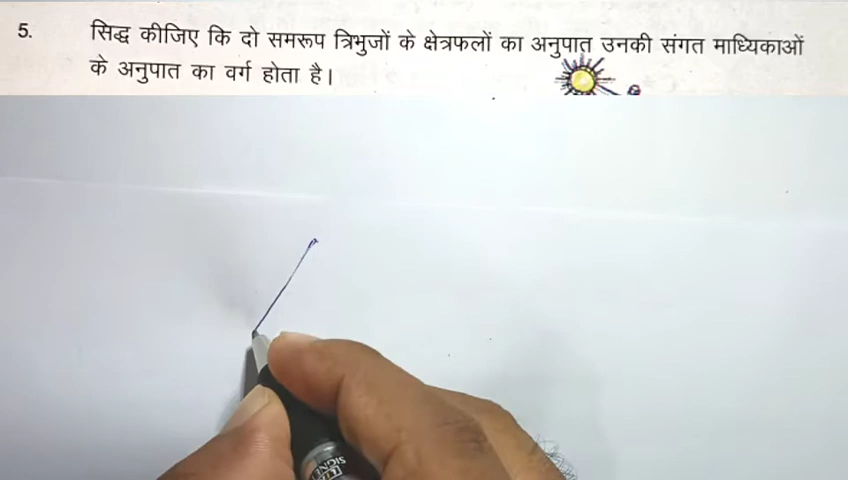 5. सिद्ध कीजिए कि दो समरूप त्रिभुजों के क्षेत्रफलों का अनुपात उनकी संगत माध्यिकाओं
के अनुपात का वर्ग होता है।